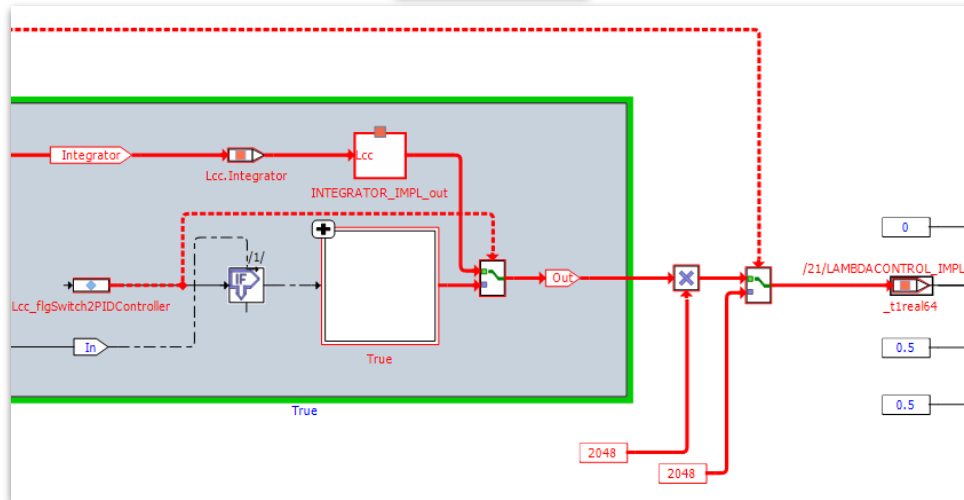 Integrator
Lcc.Integrator
Lcc
INTEGRATOR_IMPL_out
/1/
IF
Lcc_flgSwitch2PIDController
In
True
Out
True
2048
2048
0
/21/LAMBDACONTROL_IMPL
_t1real64
0.5
0.5